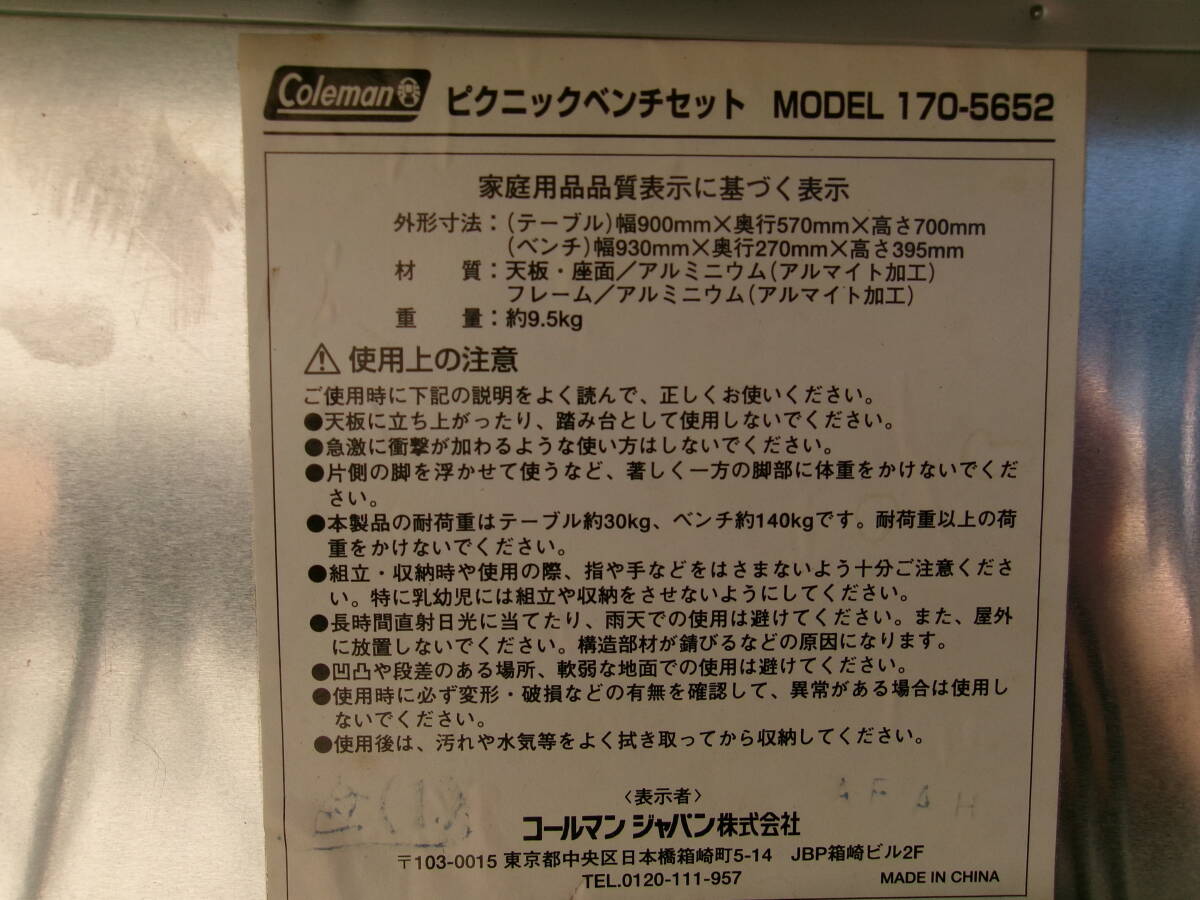 Coleman ピクニックベンチセット MODEL 170-5652
家庭用品品質表示に基づく表示
外形寸法：（テーブル）幅900mm×奥行570mm×高さ700mm
（ベンチ）幅930mm×奥行270mm×高さ395mm
材　　質：天板・座面／アルミニウム（アルマイト加工）
フレーム／アルミニウム（アルマイト加工）
重　　量：約9.5kg
⚠ 使用上の注意
ご使用時に下記の説明をよく読んで、正しくお使いください。
●天板に立ち上がったり、踏み台として使用しないでください。
●急激に衝撃が加わるような使い方はしないでください。
●片側の脚を浮かせて使うなど、著しく一方の脚部に体重をかけないでくだ
さい。
●本製品の耐荷重はテーブル約30kg、ベンチ約140kgです。耐荷重以上の荷
重をかけないでください。
●組立・収納時や使用の際、指や手などをはさまないよう十分ご注意くださ
い。特に乳幼児には組立や収納をさせないようにしてください。
●長時間直射日光に当てたり、雨天での使用は避けてください。また、屋外
に放置しないでください。構造部材が錆びるなどの原因になります。
●凹凸や段差のある場所、軟弱な地面での使用は避けてください。
●使用時に必ず変形・破損などの有無を確認して、異常がある場合は使用し
ないでください。
●使用後は、汚れや水気等をよく拭き取ってから収納してください。
〈表示者〉
コールマン ジャパン株式会社
〒103-0015 東京都中央区日本橋箱崎町5-14　JBP箱崎ビル2F
TEL.0120-111-957
MADE IN CHINA